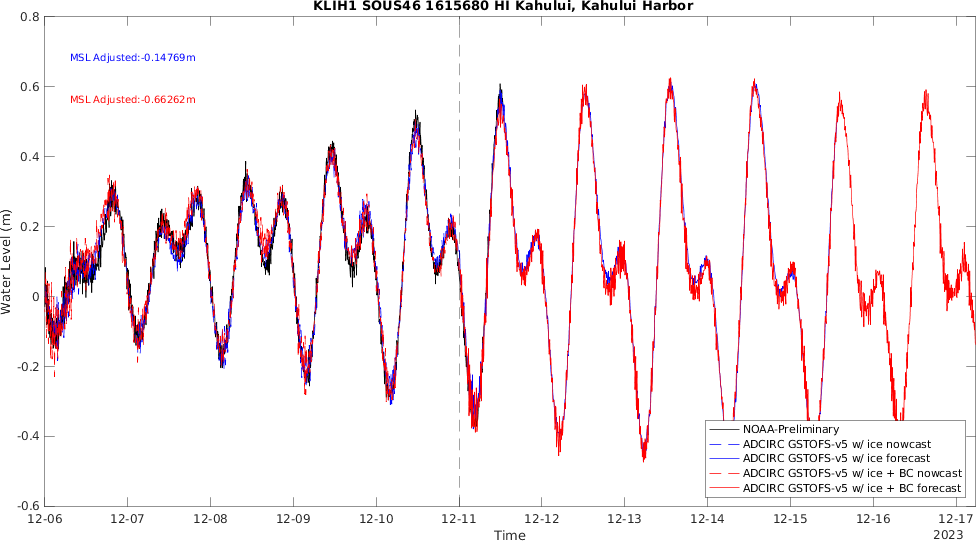 KLIH1 SOUS46 1615680 HI Kahului, Kahului Harbor
0.8
MSL Adjusted:-0.14769m
0.6
MSL Adjusted:-0.66262m
0.4
0.2
Water Level (m)
0
-0.2
-0.4
NOAA-Preliminary
ADCIRC GSTOFS-v5 w/ ice nowcast
ADCIRC GSTOFS-v5 w/ ice forecast
ADCIRC GSTOFS-v5 w/ ice + BC nowcast
ADCIRC GSTOFS-v5 w/ ice + BC forecast
-0.6
12-06 12-07 12-08 12-09 12-10 12-11 12-12 12-13 12-14 12-15 12-16 12-17
Time
2023